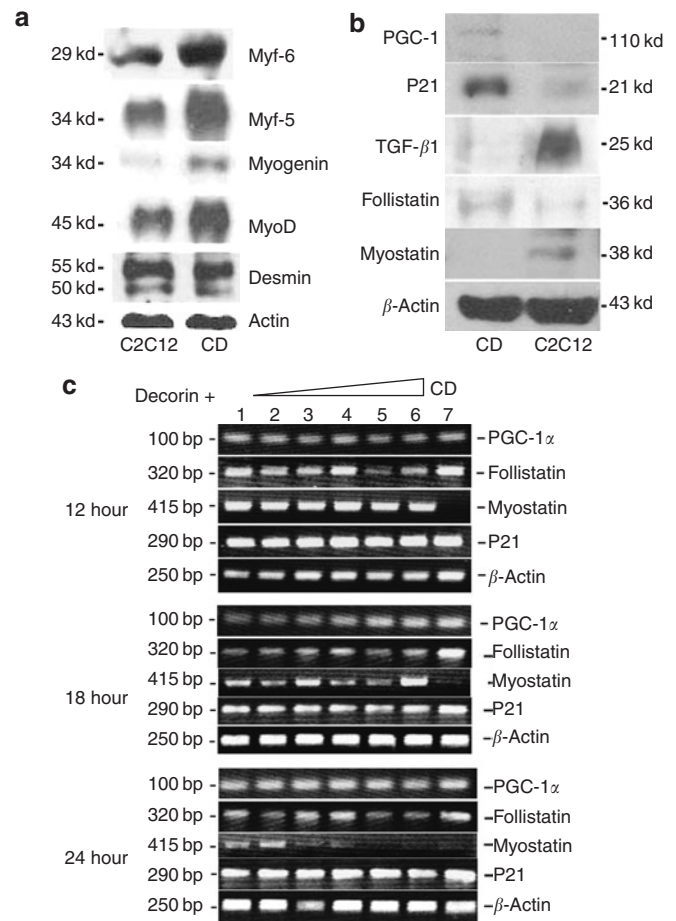 a
29 kd- Myf-6
34 kd- Myf-5
34 kd- Myogenin
45 kd- MyoD
55 kd-
50 kd- Desmin
43 kd- Actin
C2C12 CD
b
PGC-1 -110 kd
P21 -21 kd
TGF-β1 -25 kd
Follistatin -36 kd
Myostatin -38 kd
β-Actin -43 kd
CD C2C12
c
Decorin + CD
1 2 3 4 5 6 7
12 hour
100 bp - -PGC-1α
320 bp - -Follistatin
415 bp - -Myostatin
290 bp - -P21
250 bp - -β-Actin
18 hour
100 bp - -PGC-1α
320 bp - -Follistatin
415 bp - -Myostatin
290 bp - -P21
250 bp - -β-Actin
24 hour
100 bp - -PGC-1α
320 bp - -Follistatin
415 bp - -Myostatin
290 bp - -P21
250 bp - -β-Actin